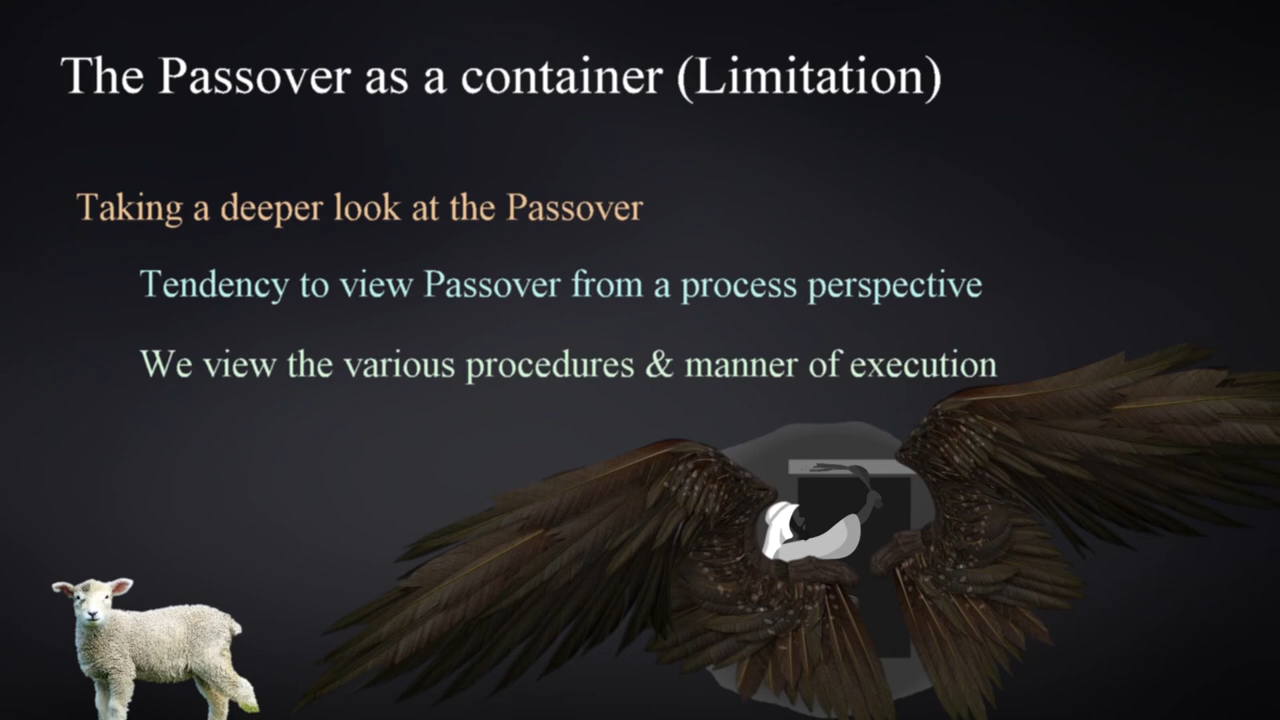 The Passover as a container (Limitation)
Taking a deeper look at the Passover
Tendency to view Passover from a process perspective
We view the various procedures & manner of execution